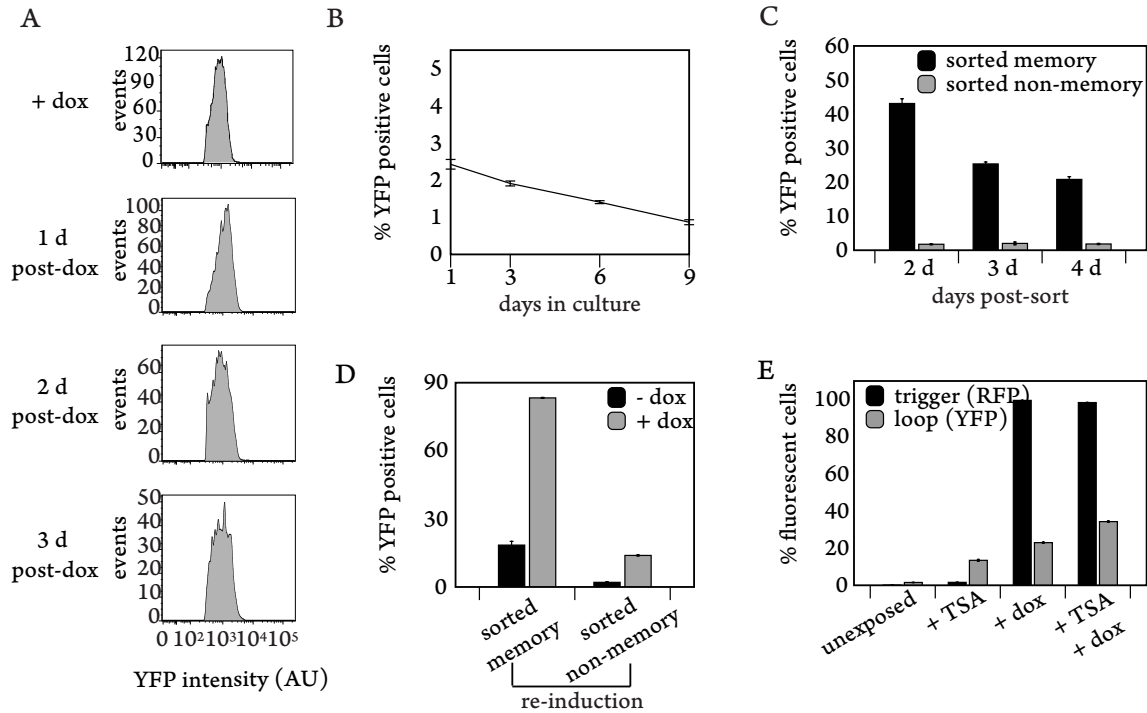 A
+ dox
events
120
90
60
30
0
1 d
post-dox
events
100
80
60
40
20
0
2 d
post-dox
events
60
40
20
0
3 d
post-dox
events
50
40
30
20
10
0
0 10² 10³ 10⁴ 10⁵
YFP intensity (AU)
B
% YFP positive cells
5
4
3
2
1
0
1 3 6 9
days in culture
C
% YFP positive cells
60
50
40
30
20
10
0
sorted memory
sorted non-memory
2 d 3 d 4 d
days post-sort
D
% YFP positive cells
90
60
30
0
- dox
+ dox
sorted memory
sorted non-memory
re-induction
E
% fluorescent cells
100
80
60
40
20
0
trigger (RFP)
loop (YFP)
unexposed
+ TSA
+ dox
+ TSA
+ dox